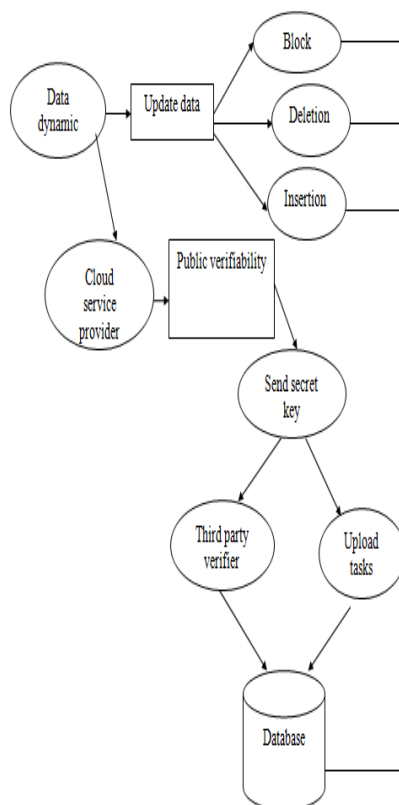 Block
Data
dynamic
Update data
Deletion
Insertion
Public verifiability
Cloud
service
provider
Send secret
key
Third party
verifier
Upload
tasks
Database